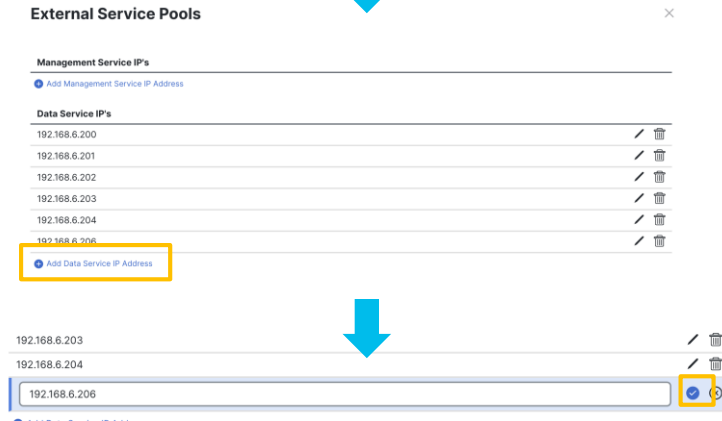 External Service Pools
Management Service IP's
Add Management Service IP Address
Data Service IP's
192.168.6.200
192.168.6.201
192.168.6.202
192.168.6.203
192.168.6.204
192.168.6.206
Add Data Service IP Address
192.168.6.203
192.168.6.204
192.168.6.206